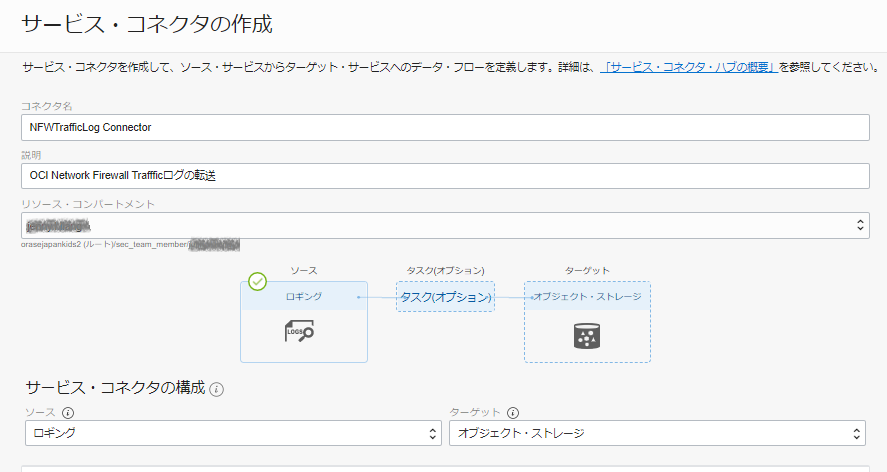 サービス・コネクタの作成
サービス・コネクタを作成して、ソース・サービスからターゲット・サービスへのデータ・フローを定義します。詳細は、「サービス・コネクタ・ハブの概要」を参照してください。
コネクタ名
NFWTrafficLog Connector
説明
OCI Network Firewall Traffficログの転送
リソース・コンパートメント
orasejapankids2 (ルート)/sec_team_member/
ソース
タスク(オプション)
ターゲット
ロギング
タスク(オプション)
オブジェクト・ストレージ
LOGS
サービス・コネクタの構成
ソース
ターゲット
ロギング
オブジェクト・ストレージ